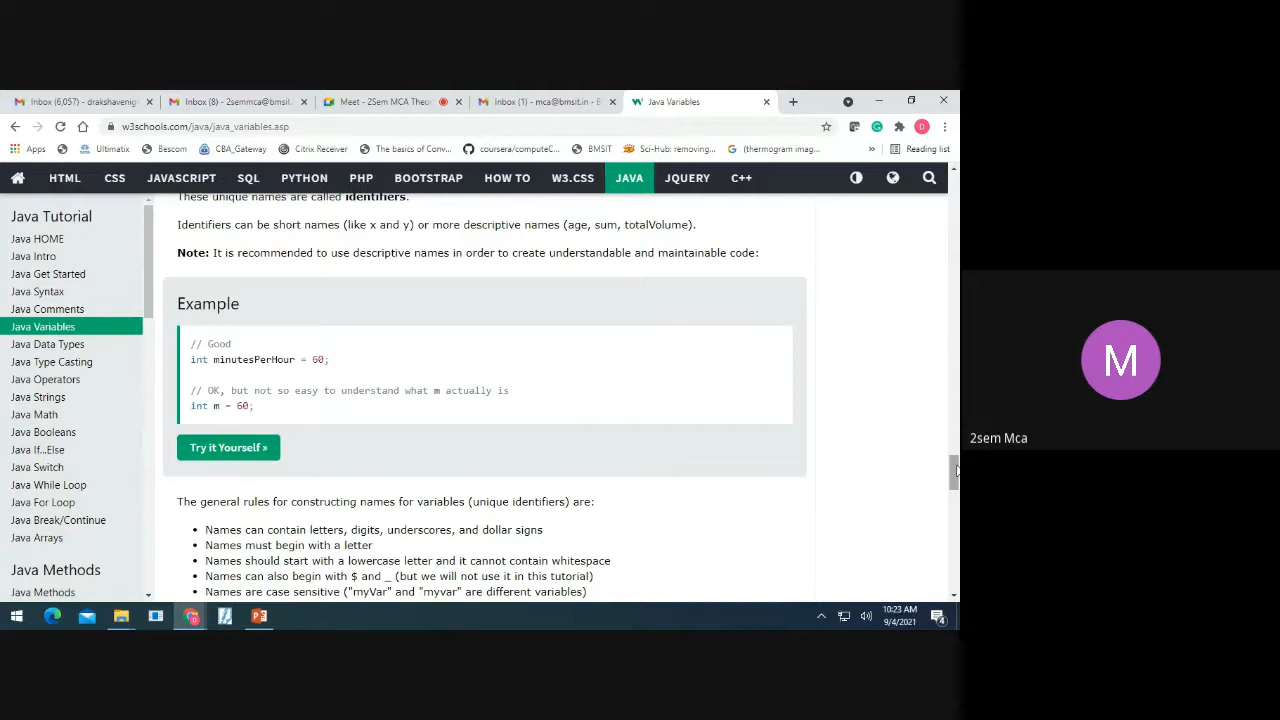 Inbox (6,057) - drakshavenig
Inbox (8) - 2semmca@bmsit.
Meet - 2Sem MCA Theor
Inbox (1) - mca@bmsit.in - B
Java Variables
w3schools.com/java/java_variables.asp
Apps
Ultimatix
Bescom
CBA_Gateway
Citrix Receiver
The basics of Conv...
coursera/computeC...
BMSIT
Sci-Hub: removing...
(thermogram imag...
»
Reading list
HTML
CSS
JAVASCRIPT
SQL
PYTHON
PHP
BOOTSTRAP
HOW TO
W3.CSS
JAVA
JQUERY
C++
Java Tutorial
Java HOME
Java Intro
Java Get Started
Java Syntax
Java Comments
Java Variables
Java Data Types
Java Type Casting
Java Operators
Java Strings
Java Math
Java Booleans
Java If...Else
Java Switch
Java While Loop
Java For Loop
Java Break/Continue
Java Arrays
Java Methods
Java Methods
These unique names are called identifiers.
Identifiers can be short names (like x and y) or more descriptive names (age, sum, totalVolume).
Note: It is recommended to use descriptive names in order to create understandable and maintainable code:
Example
// Good
int minutesPerHour = 60;
// OK, but not so easy to understand what m actually is
int m = 60;
Try it Yourself »
The general rules for constructing names for variables (unique identifiers) are:
• Names can contain letters, digits, underscores, and dollar signs
• Names must begin with a letter
• Names should start with a lowercase letter and it cannot contain whitespace
• Names can also begin with $ and _ (but we will not use it in this tutorial)
• Names are case sensitive ("myVar" and "myvar" are different variables)
10:23 AM
9/4/2021
4
M
2sem Mca